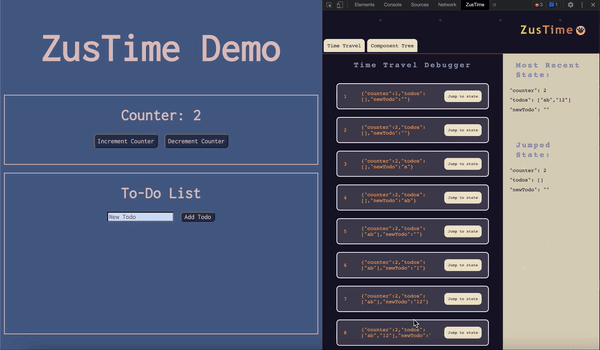 ZusTime Demo
Counter: 2
Increment Counter
Decrement Counter
To-Do List
New Todo
Add Todo
Elements
Console
Sources
Network
ZusTime
ZusTime
Time Travel
Component Tree
Time Travel Debugger
1
{"counter":1,"todos":
[],"newTodo":""}
Jump to state
2
{"counter":2,"todos":
[],"newTodo":""}
Jump to state
3
{"counter":2,"todos":
[],"newTodo":"a"}
Jump to state
4
{"counter":2,"todos":
[],"newTodo":"ab"}
Jump to state
5
{"counter":2,"todos":
["ab"],"newTodo":""}
Jump to state
6
{"counter":2,"todos":
["ab"],"newTodo":"1"}
Jump to state
7
{"counter":2,"todos":
["ab"],"newTodo":"12"}
Jump to state
8
{"counter":2,"todos":
["ab","12"],"newTodo":"
Jump to state
Most Recent
State:
"counter": 2
"todos": ["ab","12"]
"newTodo": ""
Jumped
State:
"counter": 2
"todos": []
"newTodo": ""